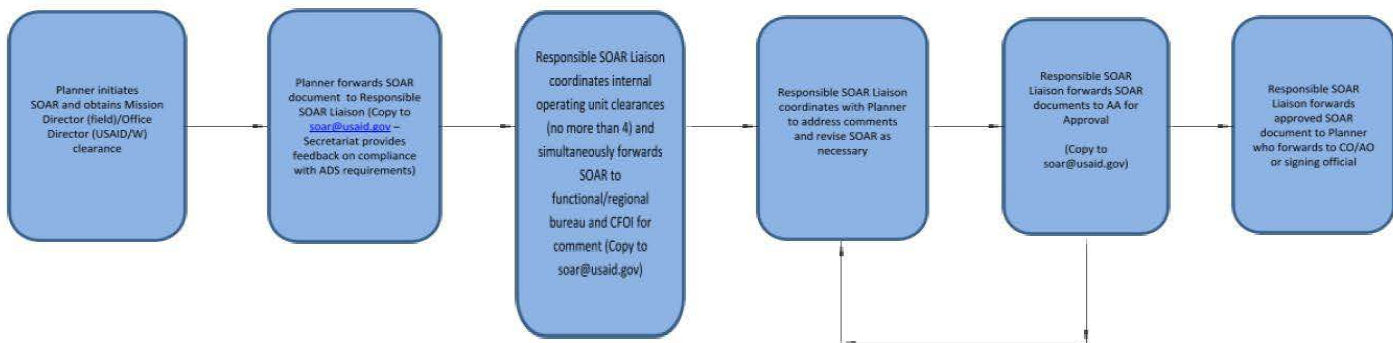 Planner initiates
SOAR and obtains Mission
Director (field)/Office
Director (USAID/W)
clearance
Planner forwards SOAR
document to Responsible
SOAR Liaison (Copy to
soar@usaid.gov –
Secretariat provides
feedback on compliance
with ADS requirements)
Responsible SOAR Liaison
coordinates internal
operating unit clearances
(no more than 4) and
simultaneously forwards
SOAR to
functional/regional
bureau and CFOI for
comment (Copy to
soar@usaid.gov)
Responsible SOAR Liaison
coordinates with Planner
to address comments
and revise SOAR as
necessary
Responsible SOAR
Liaison forwards SOAR
documents to AA for
Approval
(Copy to
soar@usaid.gov)
Responsible SOAR
Liaison forwards
approved SOAR
document to Planner
who forwards to CO/AO
or signing official